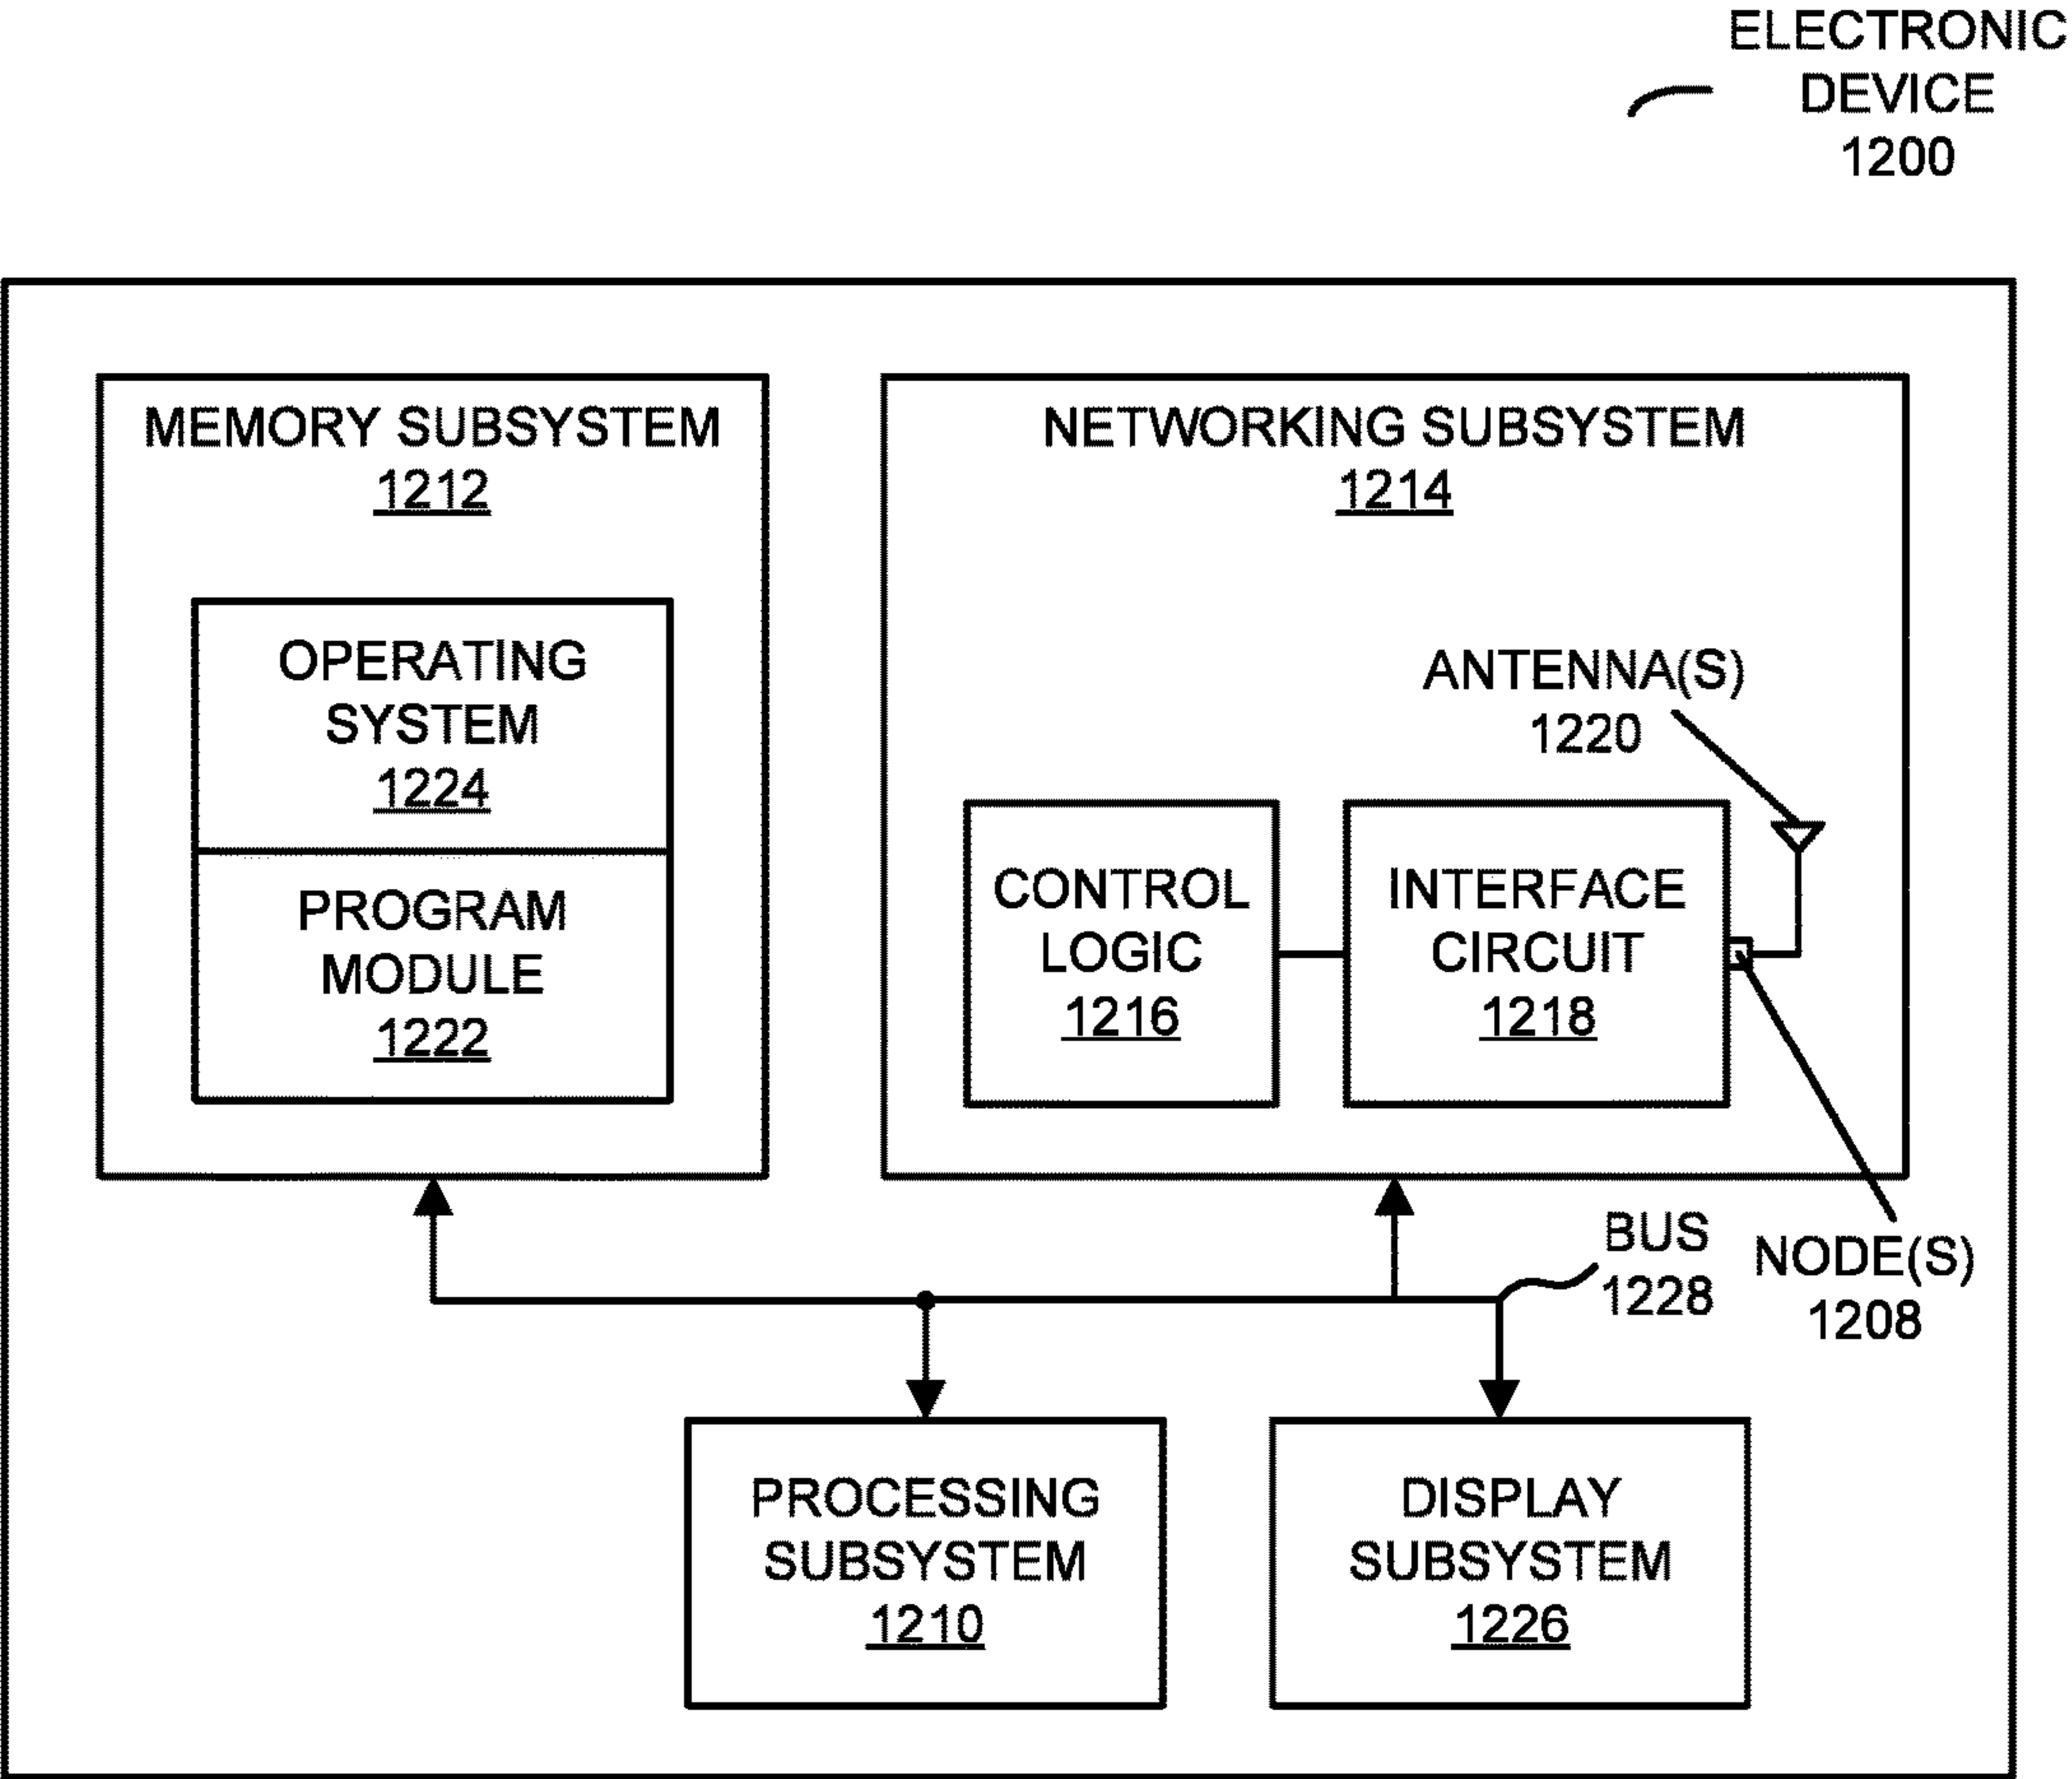 ELECTRONIC
DEVICE
1200
MEMORY SUBSYSTEM
1212
OPERATING
SYSTEM
1224
PROGRAM
MODULE
1222
NETWORKING SUBSYSTEM
1214
ANTENNA(S)
1220
CONTROL
LOGIC
1216
INTERFACE
CIRCUIT
1218
BUS
1228
NODE(S)
1208
PROCESSING
SUBSYSTEM
1210
DISPLAY
SUBSYSTEM
1226